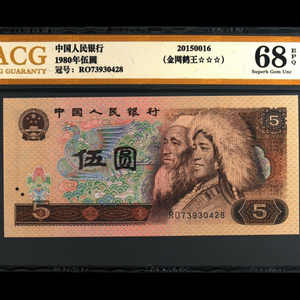 ACG
NG GUARANTY
中国人民银行
1980年伍圆
冠号：RO73930428
20150016
（金网鹤王☆☆☆）
68 EPQ
Superb Gem Unc
中国人民银行
伍圆
5
5
RO73930428